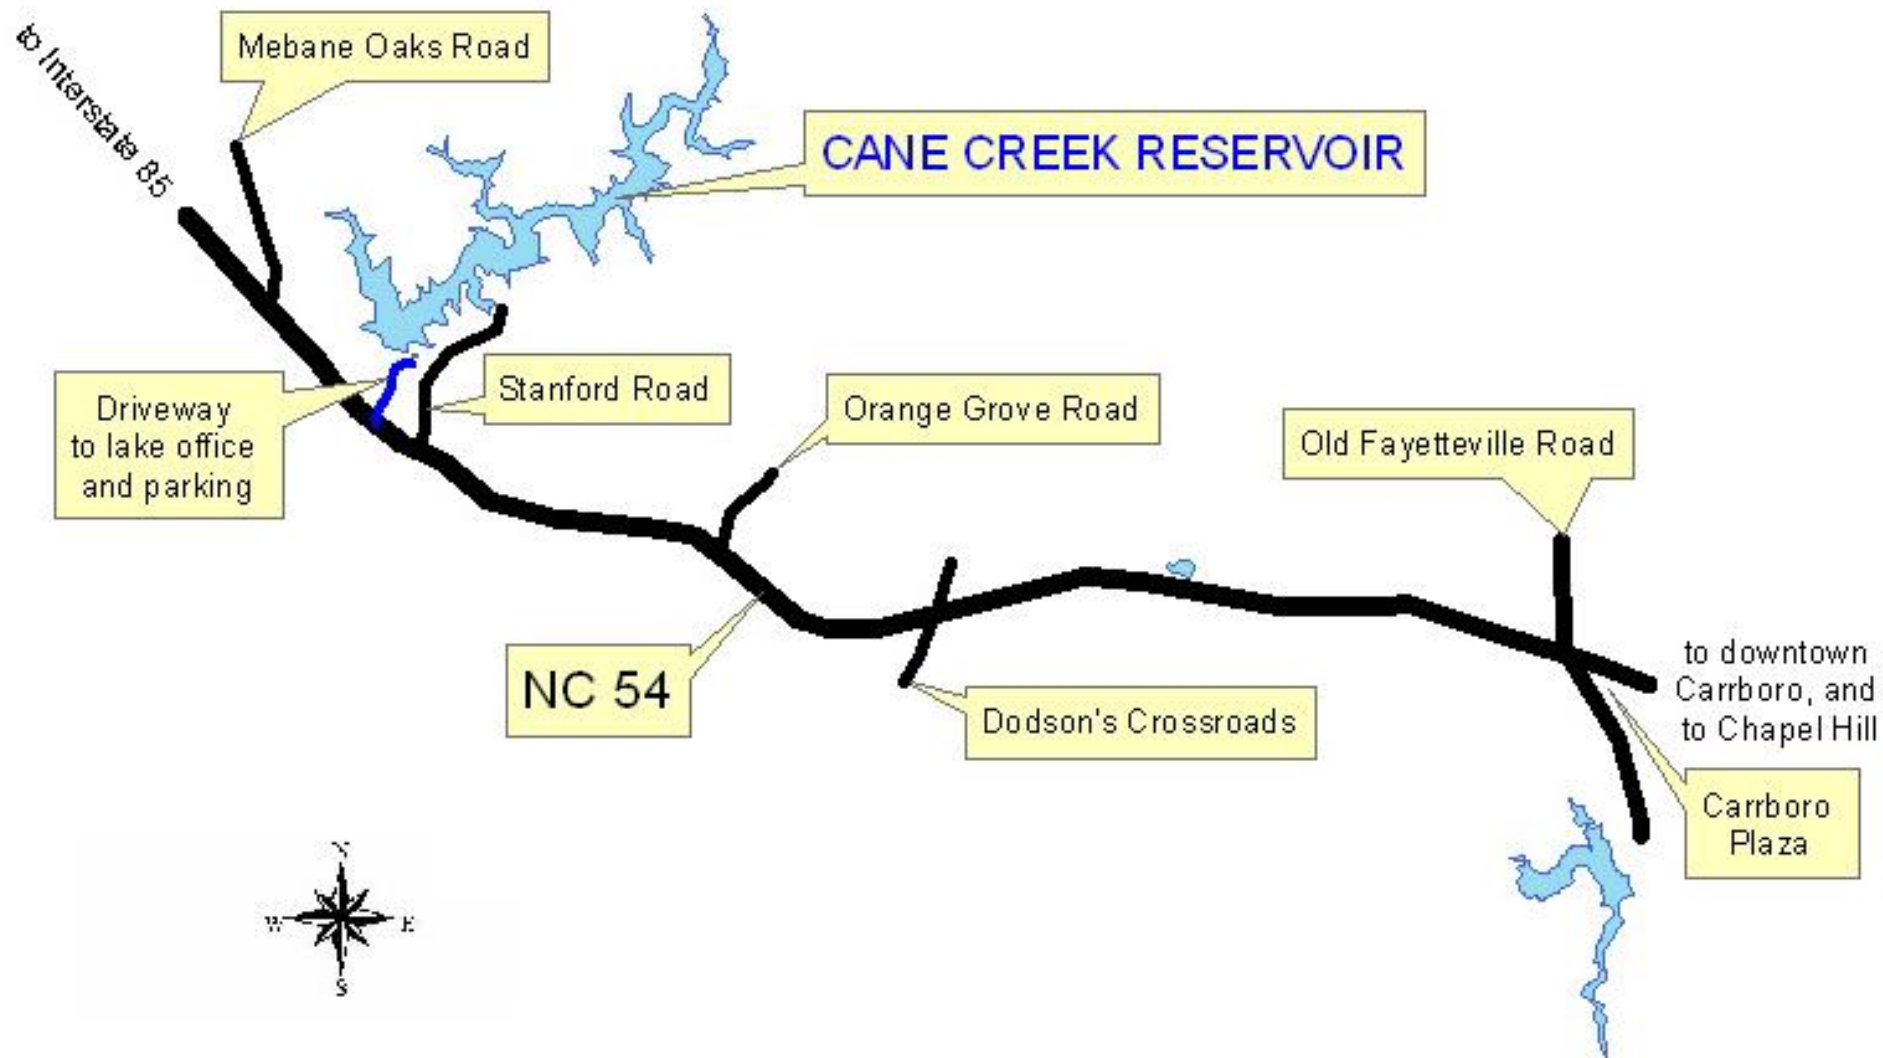 to Interstate 85
Mebane Oaks Road
CANE CREEK RESERVOIR
Driveway
to lake office
and parking
Stanford Road
Orange Grove Road
Old Fayetteville Road
NC 54
Dodson's Crossroads
to downtown
Carrboro, and
to Chapel Hill
Carrboro
Plaza
N
W
E
S